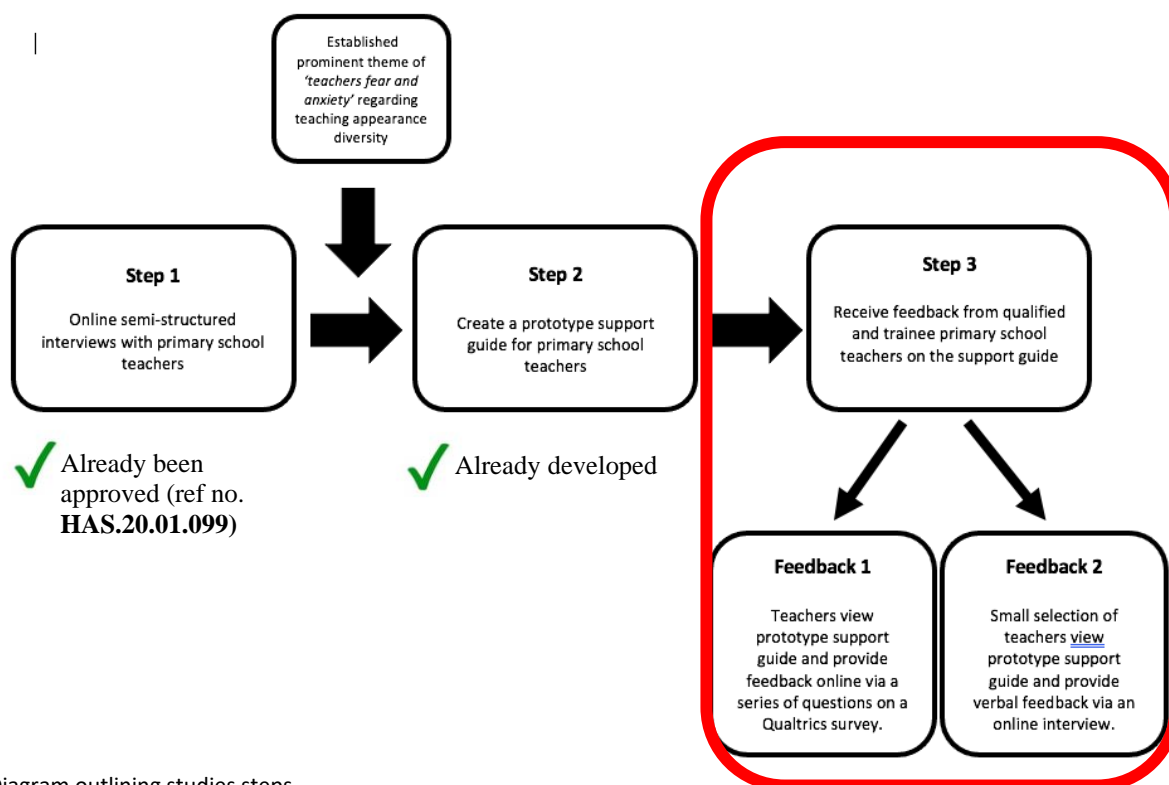 Established
prominent theme of
‘teachers fear and
anxiety’ regarding
teaching appearance
diversity
Step 1
Online semi-structured
interviews with primary school
teachers
Step 2
Create a prototype support
guide for primary school
teachers
Step 3
Receive feedback from qualified
and trainee primary school
teachers on the support guide
Already been
approved (ref no.
HAS.20.01.099)
Already developed
Feedback 1
Teachers view
prototype support
guide and provide
feedback online via a
series of questions on a
Qualtrics survey.
Feedback 2
Small selection of
teachers view
prototype support
guide and provide
verbal feedback via an
online interview.
Diagram outlining studies steps